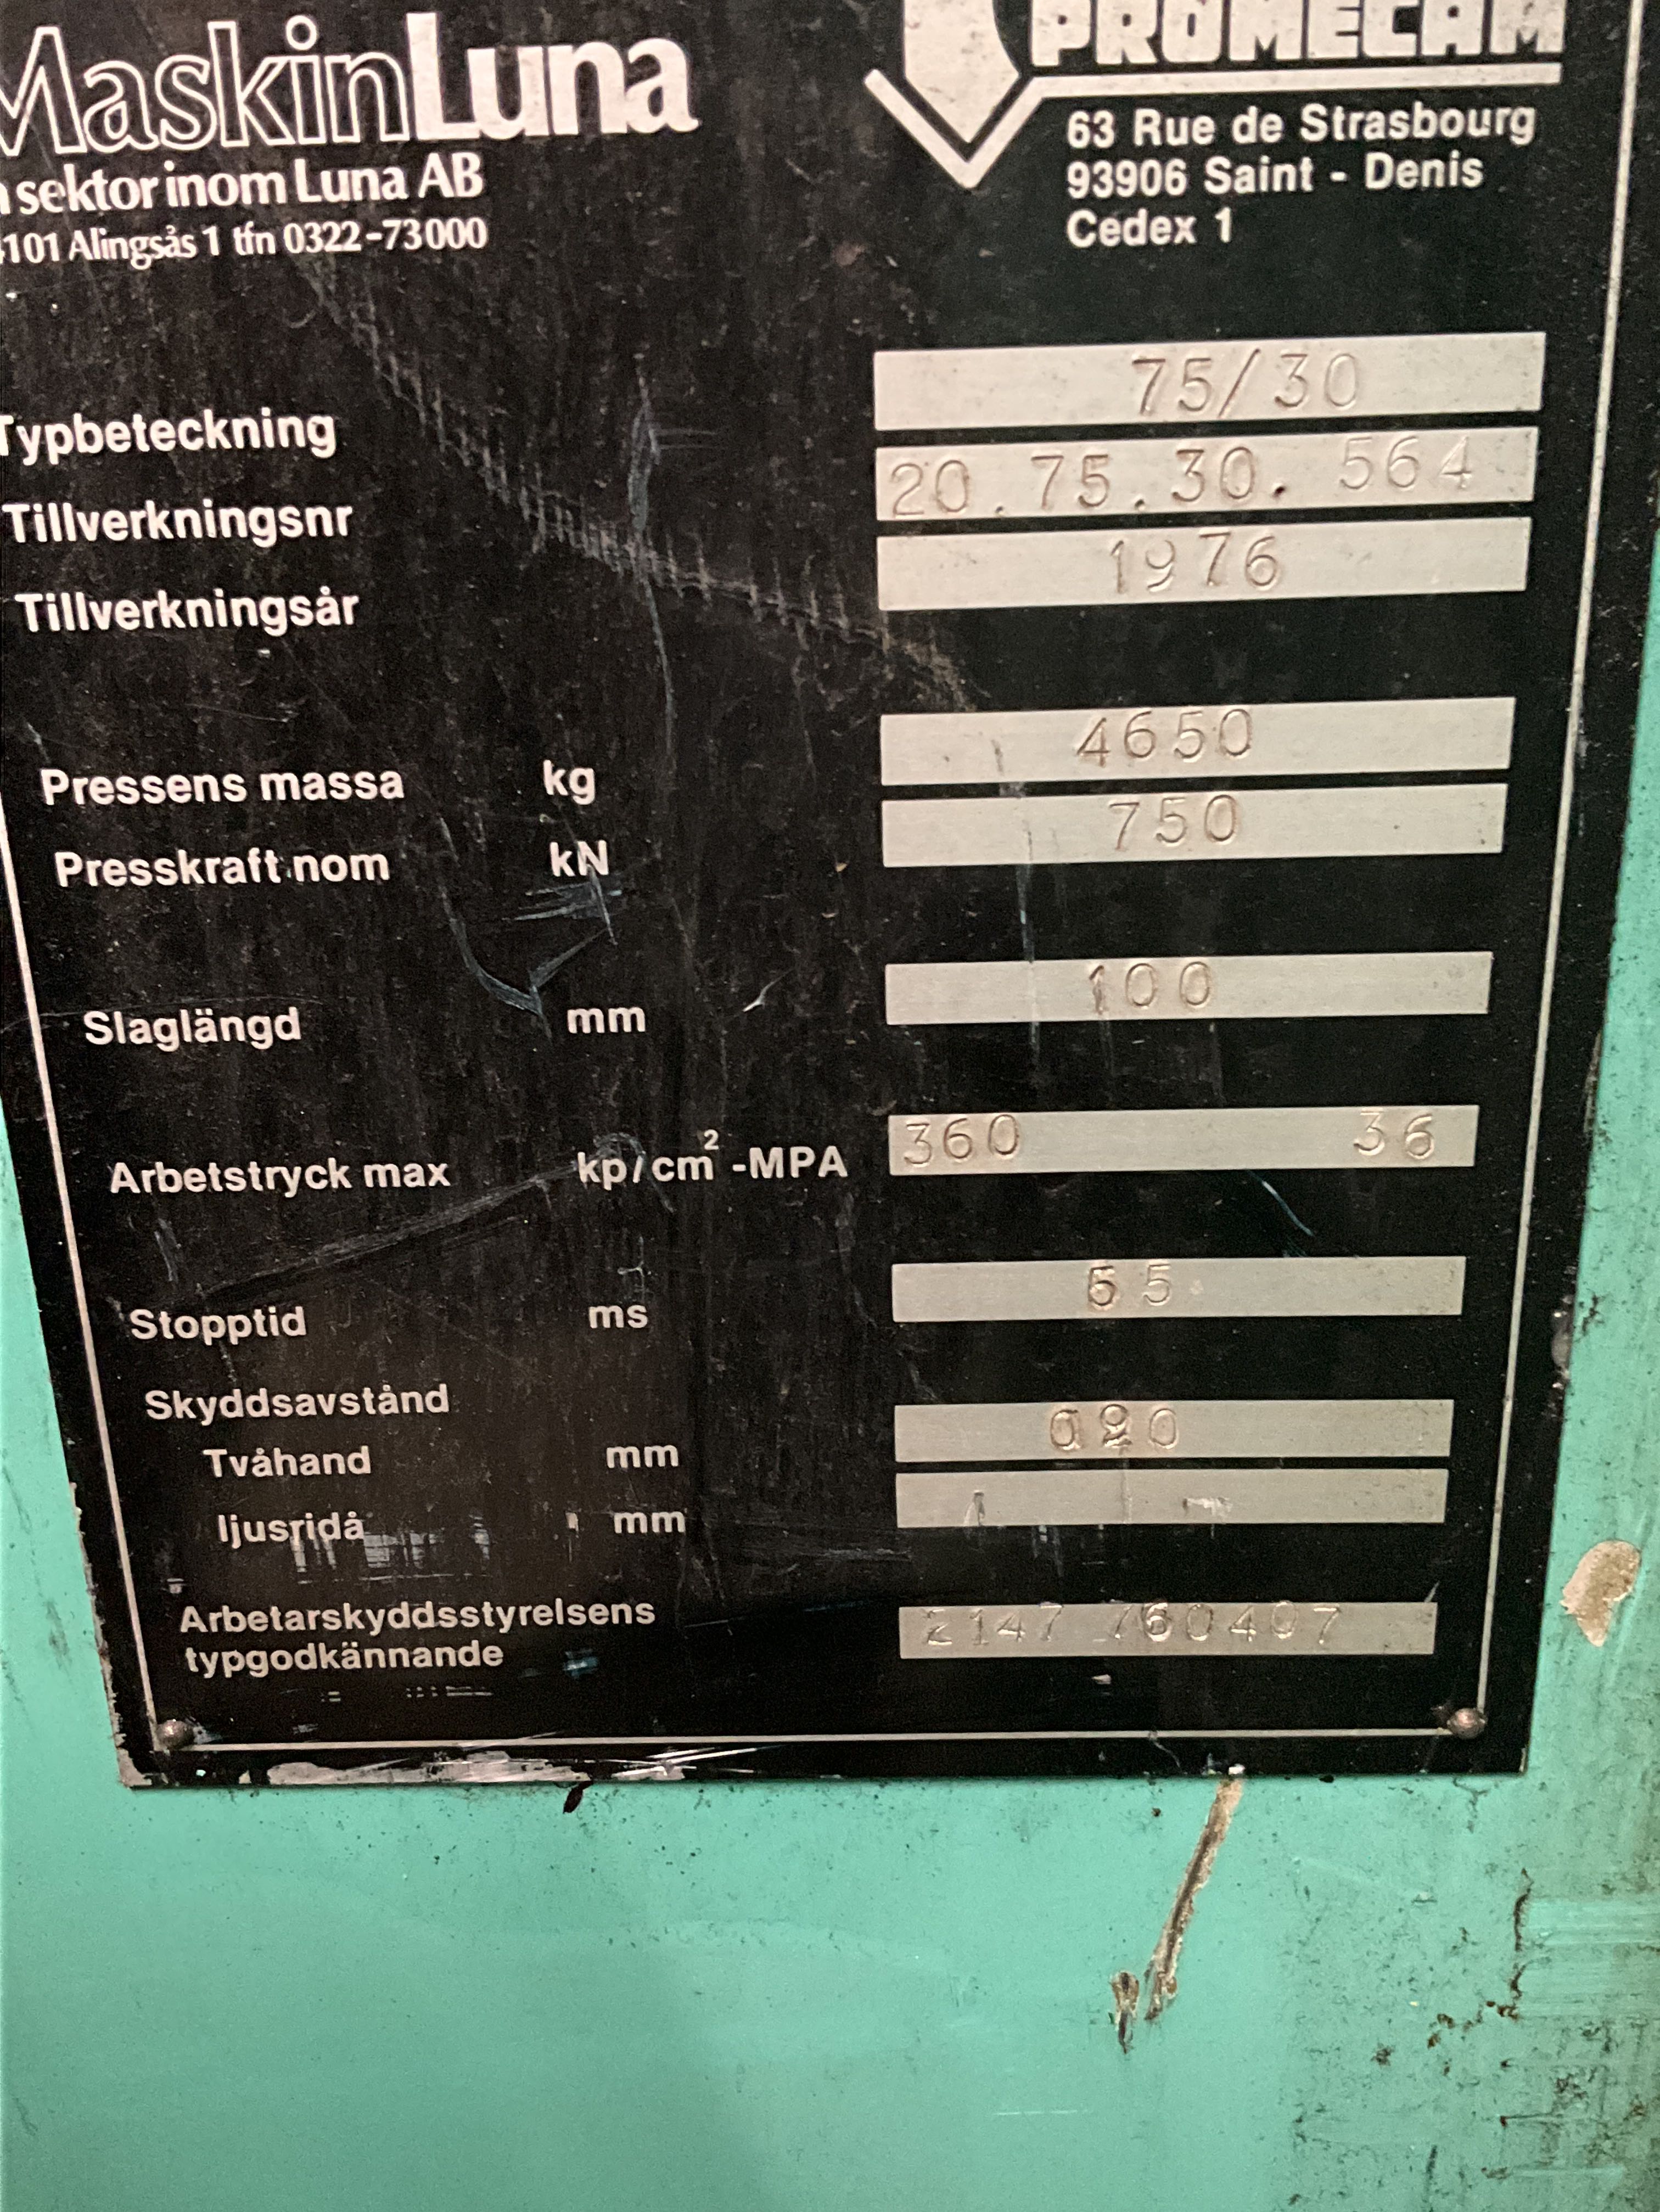 MaskinLuna
sektor inom Luna AB
101 Alingsås 1 tfn 0322-73000
PROMECAM
63 Rue de Strasbourg
93906 Saint - Denis
Cedex 1
Typbeteckning 75/30
Tillverkningsnr 20.75.30. 564
Tillverkningsår 1976
Pressens massa kg 4650
Presskraft nom kN 750
Slaglängd mm 100
Arbetstryck max kp/cm² -MPA 360 36
Stopptid ms
Skyddsavstånd
Tvåhand mm
ljusridå mm
Arbetarskyddsstyrelsens
typgodkännande 2147 760407